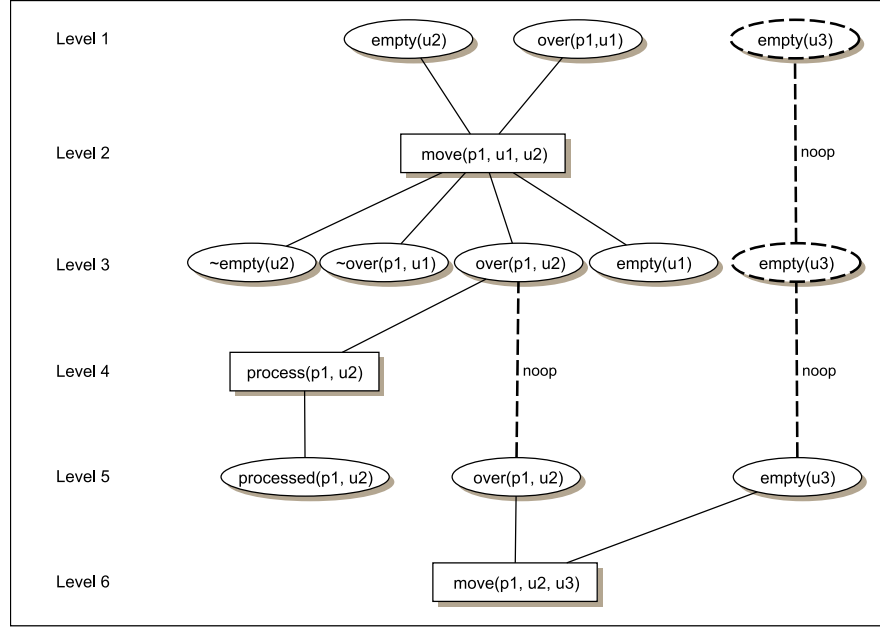 Level 1
empty(u2)
over(p1,u1)
empty(u3)
Level 2
move(p1, u1, u2)
noop
Level 3
~empty(u2)
~over(p1, u1)
over(p1, u2)
empty(u1)
empty(u3)
Level 4
process(p1, u2)
noop
noop
Level 5
processed(p1, u2)
over(p1, u2)
empty(u3)
Level 6
move(p1, u2, u3)